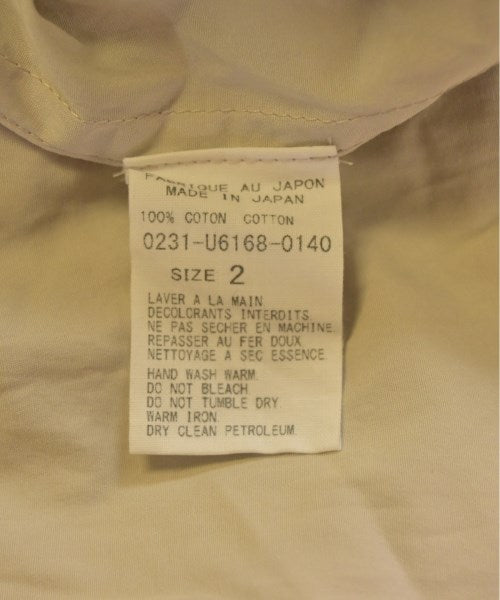 FABRIQUE AU JAPON
MADE IN JAPAN
100% COTON COTTON
0231-U6168-0140
SIZE 2
LAVER A LA MAIN
DECOLORANTS INTERDITS.
NE PAS SECHER EN MACHINE.
REPASSER AU FER DOUX.
NETTOYAGE A SEC ESSENCE.
HAND WASH WARM.
DO NOT BLEACH.
DO NOT TUMBLE DRY.
WARM IRON.
DRY CLEAN PETROLEUM.